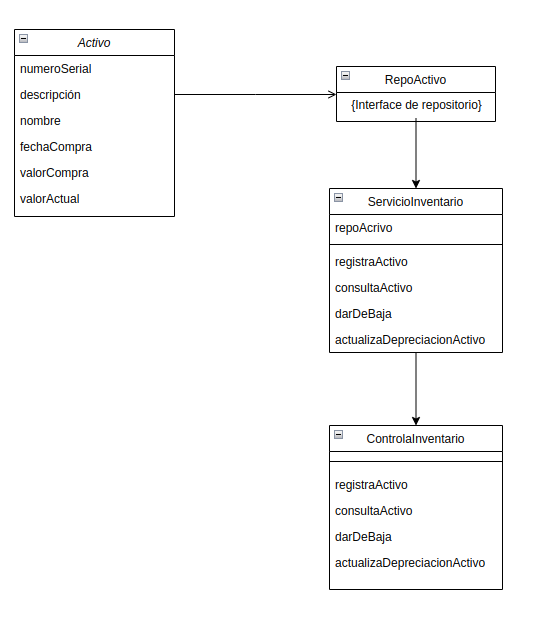 Activo
numeroSerial
descripción
nombre
fechaCompra
valorCompra
valorActual
RepoActivo
{Interface de repositorio}
ServicioInventario
repoAcrivo
registraActivo
consultaActivo
darDeBaja
actualizaDepreciacionActivo
ControlaInventario
registraActivo
consultaActivo
darDeBaja
actualizaDepreciacionActivo